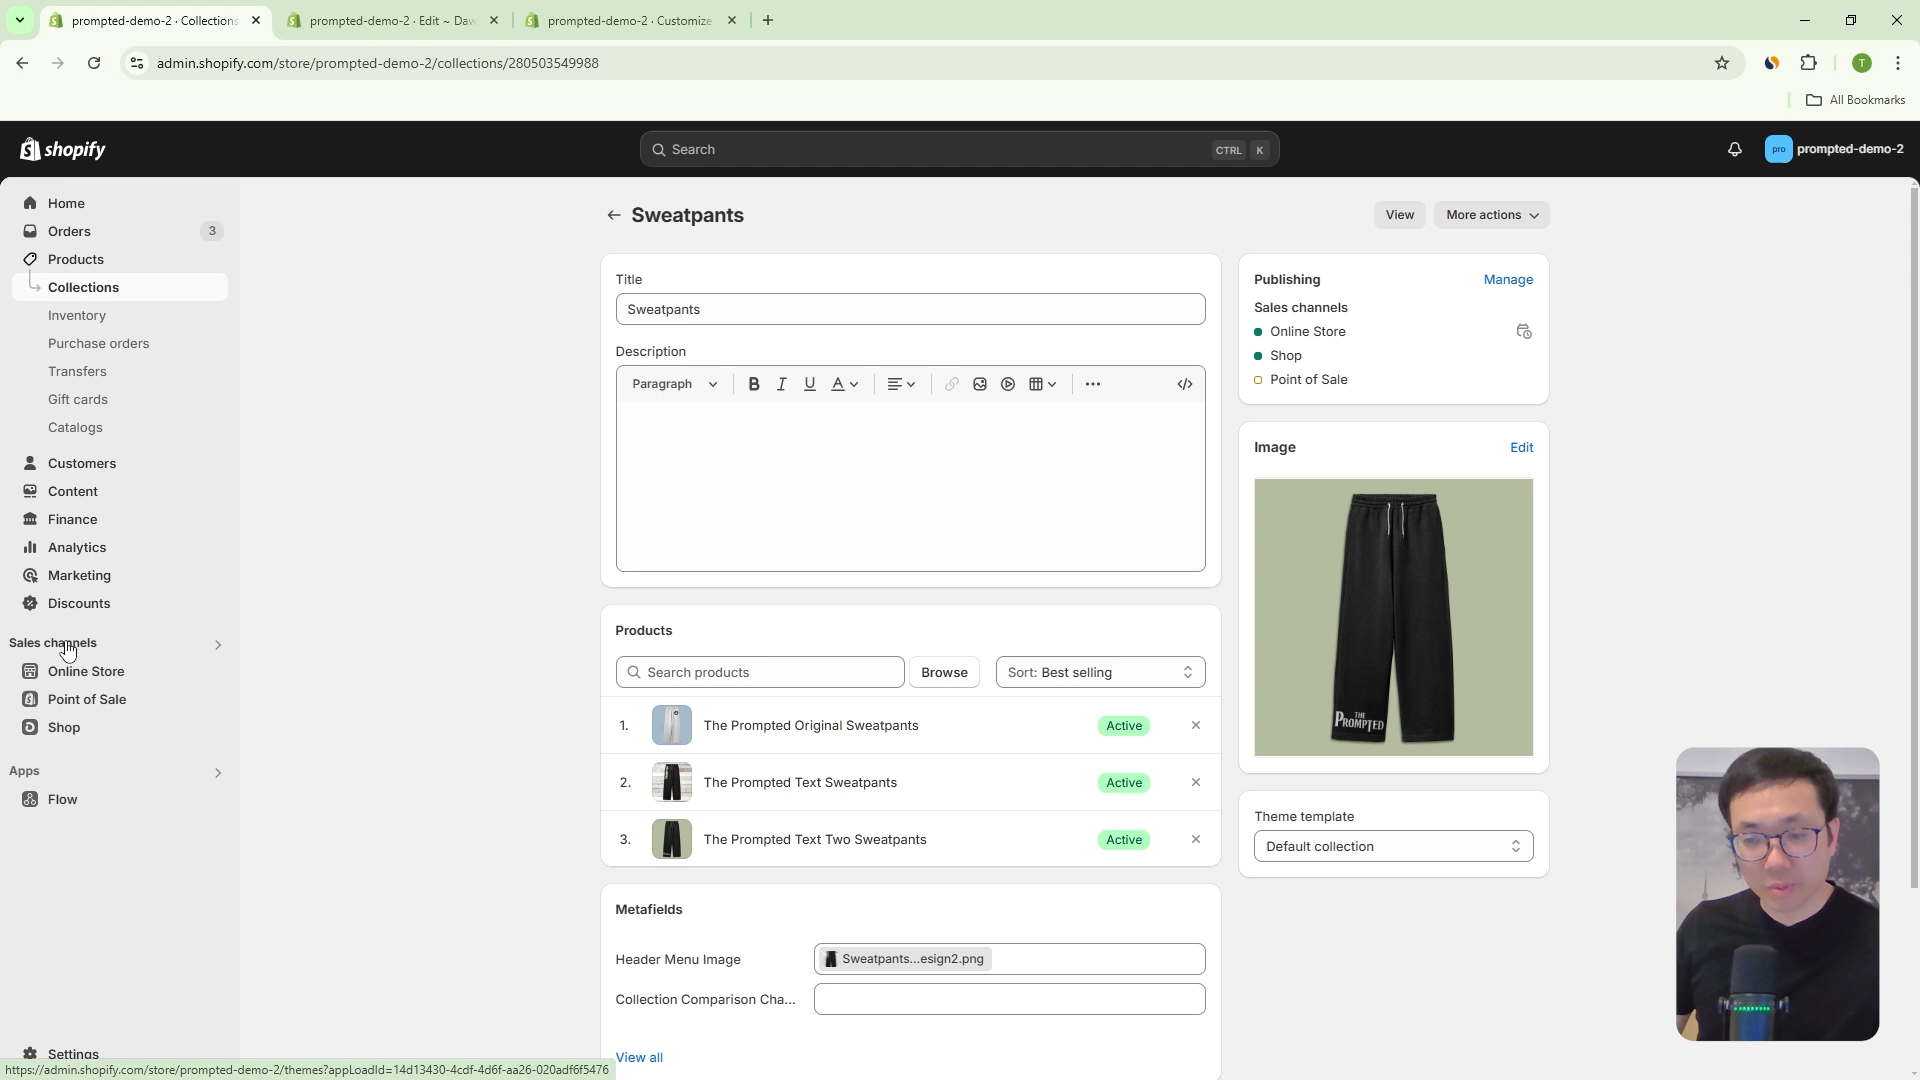 prompted-demo-2 · Collections
prompted-demo-2 · Edit ~ Daw
prompted-demo-2 · Customize
admin.shopify.com/store/prompted-demo-2/collections/280503549988
T
All Bookmarks
shopify
Search
CTRL K
pro
prompted-demo-2
Home
Orders
3
Products
Collections
Inventory
Purchase orders
Transfers
Gift cards
Catalogs
Customers
Content
Finance
Analytics
Marketing
Discounts
Sales channels
Online Store
Point of Sale
Shop
Apps
Flow
Settings
https://admin.shopify.com/store/prompted-demo-2/themes?appLoadId=14d13430-4cdf-4d6f-aa26-020adf6f5476
Sweatpants
View
More actions
Title
Sweatpants
Description
Paragraph
B I U A
Products
Search products
Browse
Sort: Best selling
1. The Prompted Original Sweatpants Active
2. The Prompted Text Sweatpants Active
3. The Prompted Text Two Sweatpants Active
Metafields
Header Menu Image
Sweatpants...esign2.png
Collection Comparison Cha...
View all
Publishing
Manage
Sales channels
Online Store
Shop
Point of Sale
Image
Edit
THE
PROMPTED
Theme template
Default collection